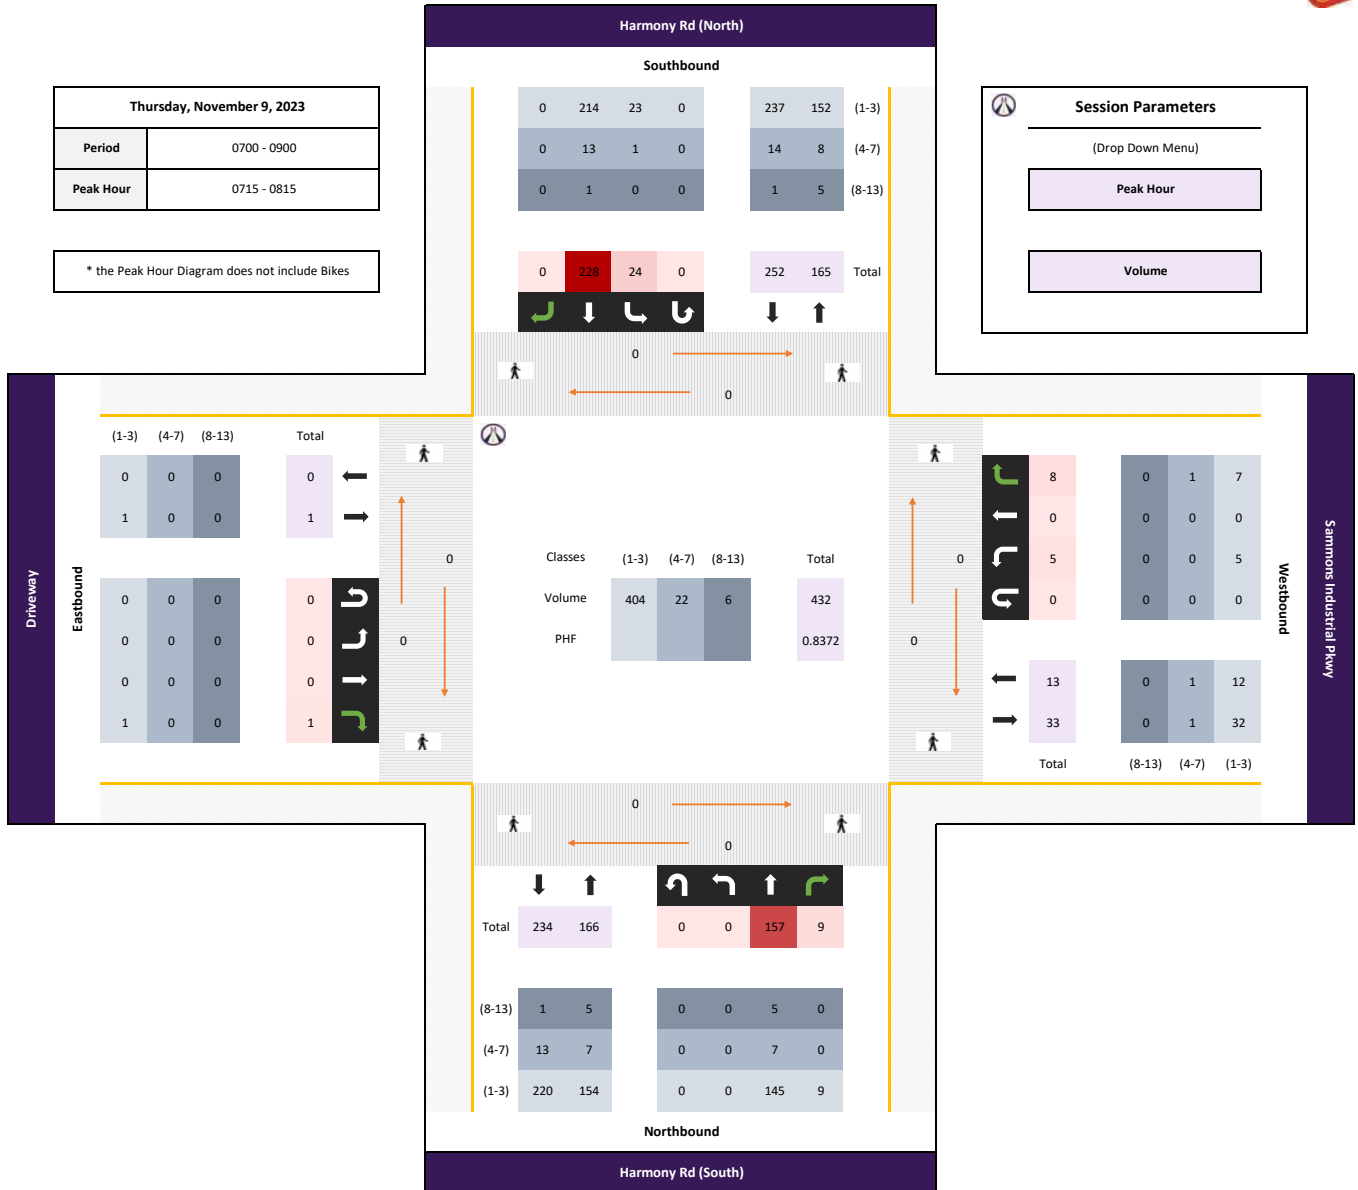 Harmony Rd (North)
Southbound
Thursday, November 9, 2023
Period 0700 - 0900
Peak Hour 0715 - 0815
* the Peak Hour Diagram does not include Bikes
Session Parameters
(Drop Down Menu)
Peak Hour
Volume
0 214 23 0 237 152 (1-3)
0 13 1 0 14 8 (4-7)
0 1 0 0 1 5 (8-13)
0 228 24 0 252 165 Total
0
0
Driveway
Eastbound
(1-3) (4-7) (8-13) Total
0 0 0 0
1 0 0 1
0 0 0 0
0 0 0 0
0 0 0 0
1 0 0 1
0
0
Classes (1-3) (4-7) (8-13) Total
Volume 404 22 6 432
PHF 0.8372
0
0
8 0 1 7
0 0 0 0
5 0 0 5
0 0 0 0
13 0 1 12
33 0 1 32
Total (8-13) (4-7) (1-3)
Westbound
Sammons Industrial Pkwy
0
0
Total 234 166 0 0 157 9
(8-13) 1 5 0 0 5 0
(4-7) 13 7 0 0 7 0
(1-3) 220 154 0 0 145 9
Northbound
Harmony Rd (South)